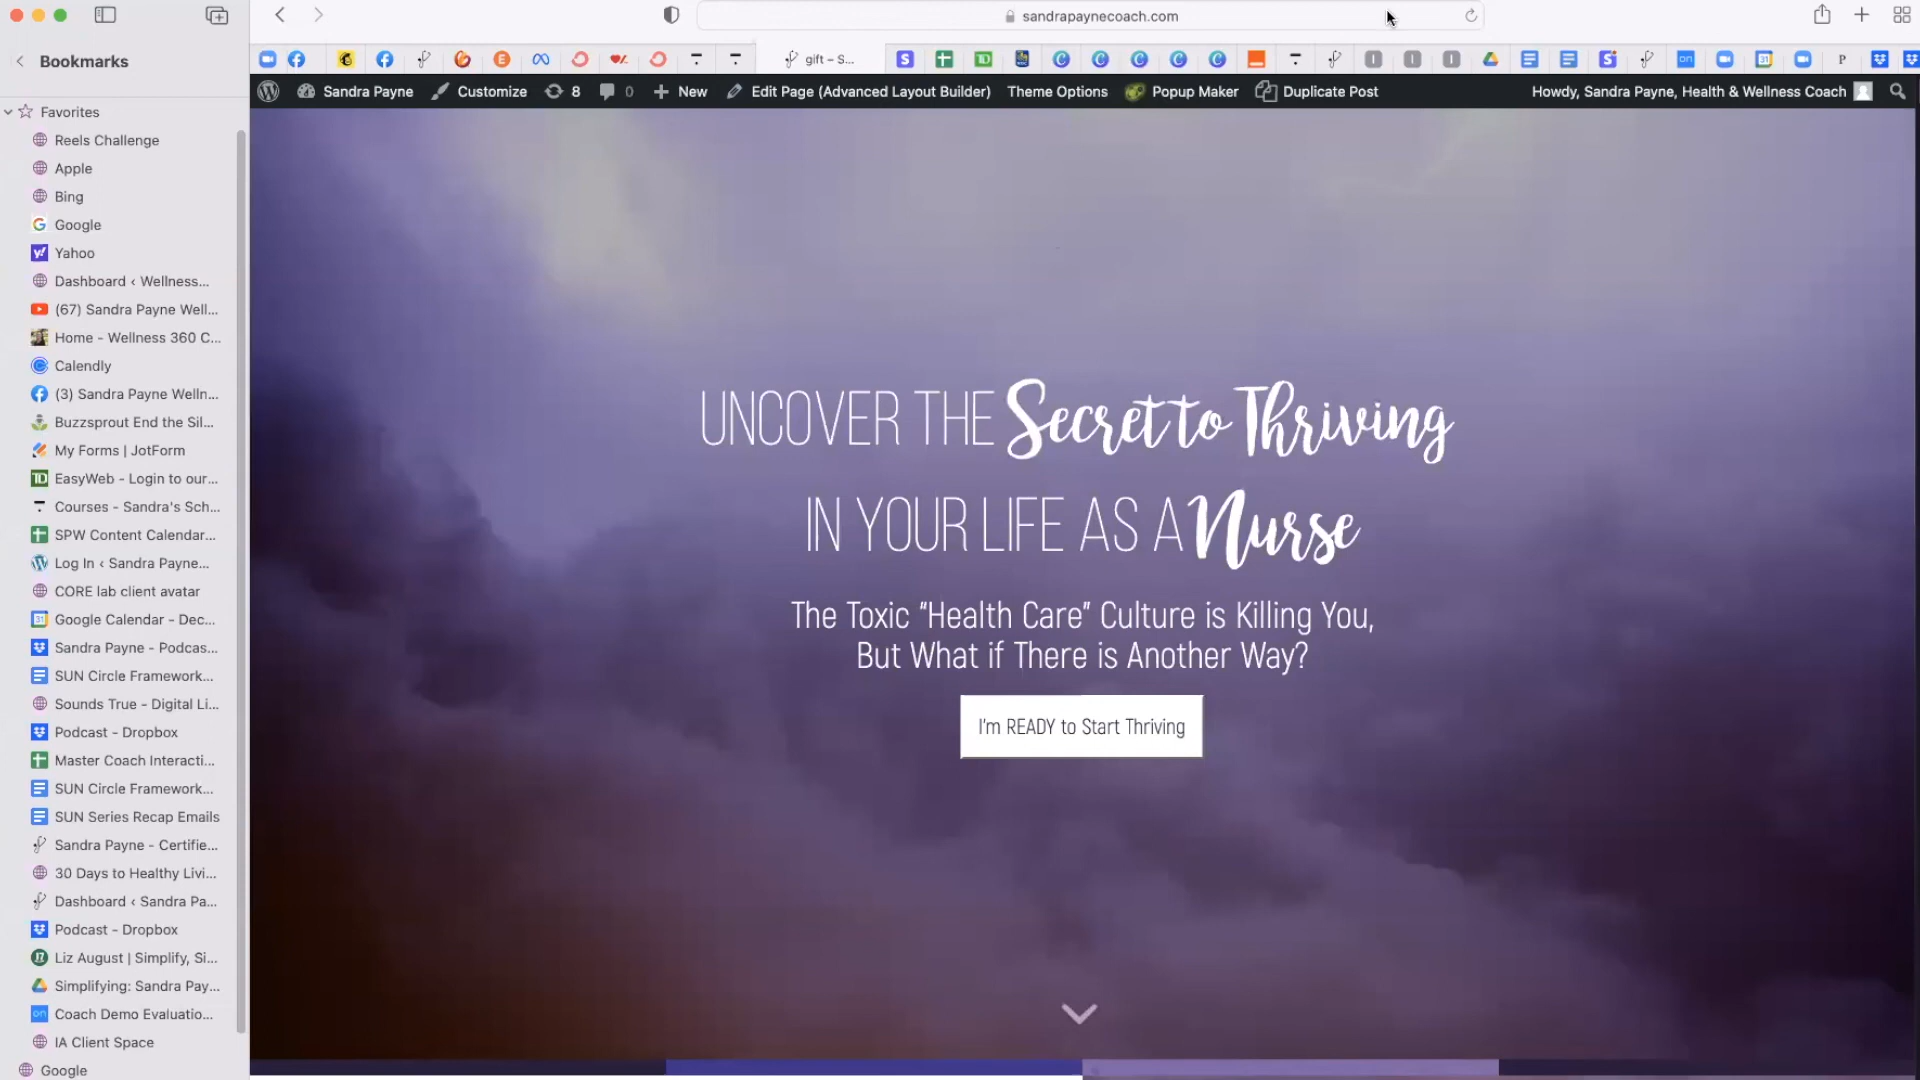 sandrapaynecoach.com
Bookmarks
gift – S...
Sandra Payne
Customize
8
0
New
Edit Page (Advanced Layout Builder)
Theme Options
Popup Maker
Duplicate Post
Howdy, Sandra Payne, Health & Wellness Coach
Favorites
Reels Challenge
Apple
Bing
Google
Yahoo
Dashboard ‹ Wellness...
(67) Sandra Payne Well...
Home - Wellness 360 C...
Calendly
(3) Sandra Payne Welln...
Buzzsprout End the Sil...
My Forms | JotForm
EasyWeb - Login to our...
Courses – Sandra's Sch...
SPW Content Calendar...
Log In ‹ Sandra Payne...
CORE lab client avatar
Google Calendar - Dec...
Sandra Payne - Podcas...
SUN Circle Framework...
Sounds True - Digital Li...
Podcast - Dropbox
Master Coach Interacti...
SUN Circle Framework...
SUN Series Recap Emails
Sandra Payne - Certifie...
30 Days to Healthy Livi...
Dashboard ‹ Sandra Pa...
Podcast - Dropbox
Liz August | Simplify, Si...
Simplifying: Sandra Pay...
Coach Demo Evaluatio...
IA Client Space
Google
UNCOVER THE Secret to Thriving
IN YOUR LIFE AS A Nurse
The Toxic “Health Care” Culture is Killing You,
But What if There is Another Way?
I'm READY to Start Thriving